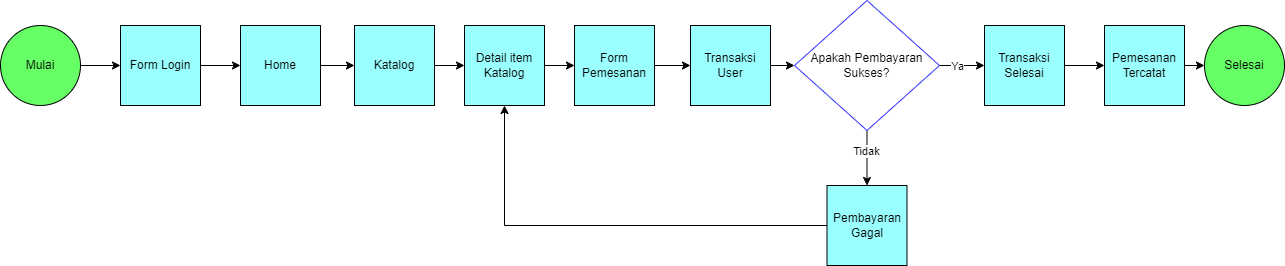 Mulai
Form Login
Home
Katalog
Detail item
Katalog
Form
Pemesanan
Transaksi
User
Apakah Pembayaran
Sukses?
Ya
Transaksi
Selesai
Pemesanan
Tercatat
Selesai
Tidak
Pembayaran
Gagal